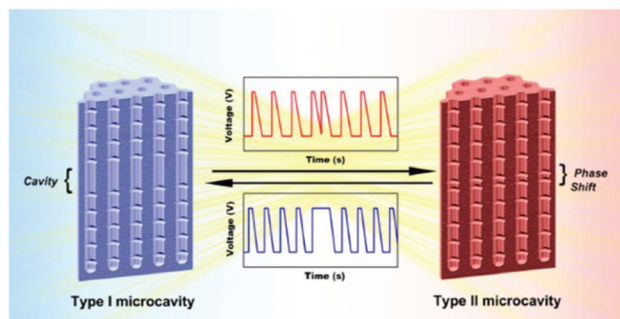 Voltage (V)
Time (s)
Cavity {
} Phase
Shift
Voltage (V)
Time (s)
Type I microcavity
Type II microcavity